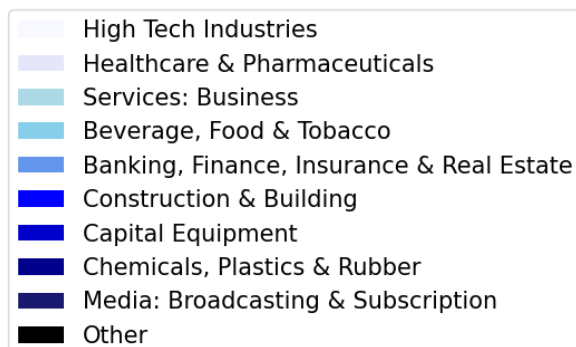 High Tech Industries
Healthcare & Pharmaceuticals
Services: Business
Beverage, Food & Tobacco
Banking, Finance, Insurance & Real Estate
Construction & Building
Capital Equipment
Chemicals, Plastics & Rubber
Media: Broadcasting & Subscription
Other